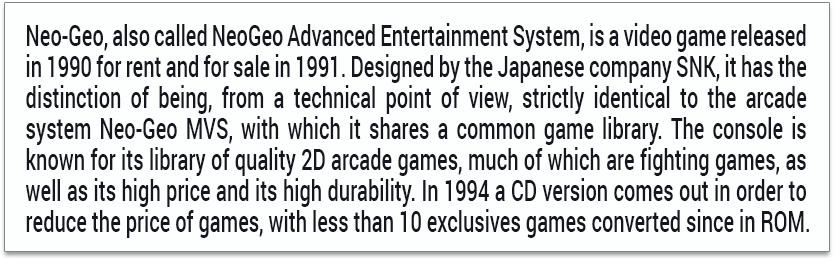 Neo-Geo, also called NeoGeo Advanced Entertainment System, is a video game released
in 1990 for rent and for sale in 1991. Designed by the Japanese company SNK, it has the
distinction of being, from a technical point of view, strictly identical to the arcade
system Neo-Geo MVS, with which it shares a common game library. The console is
known for its library of quality 2D arcade games, much of which are fighting games, as
well as its high price and its high durability. In 1994 a CD version comes out in order to
reduce the price of games, with less than 10 exclusives games converted since in ROM.